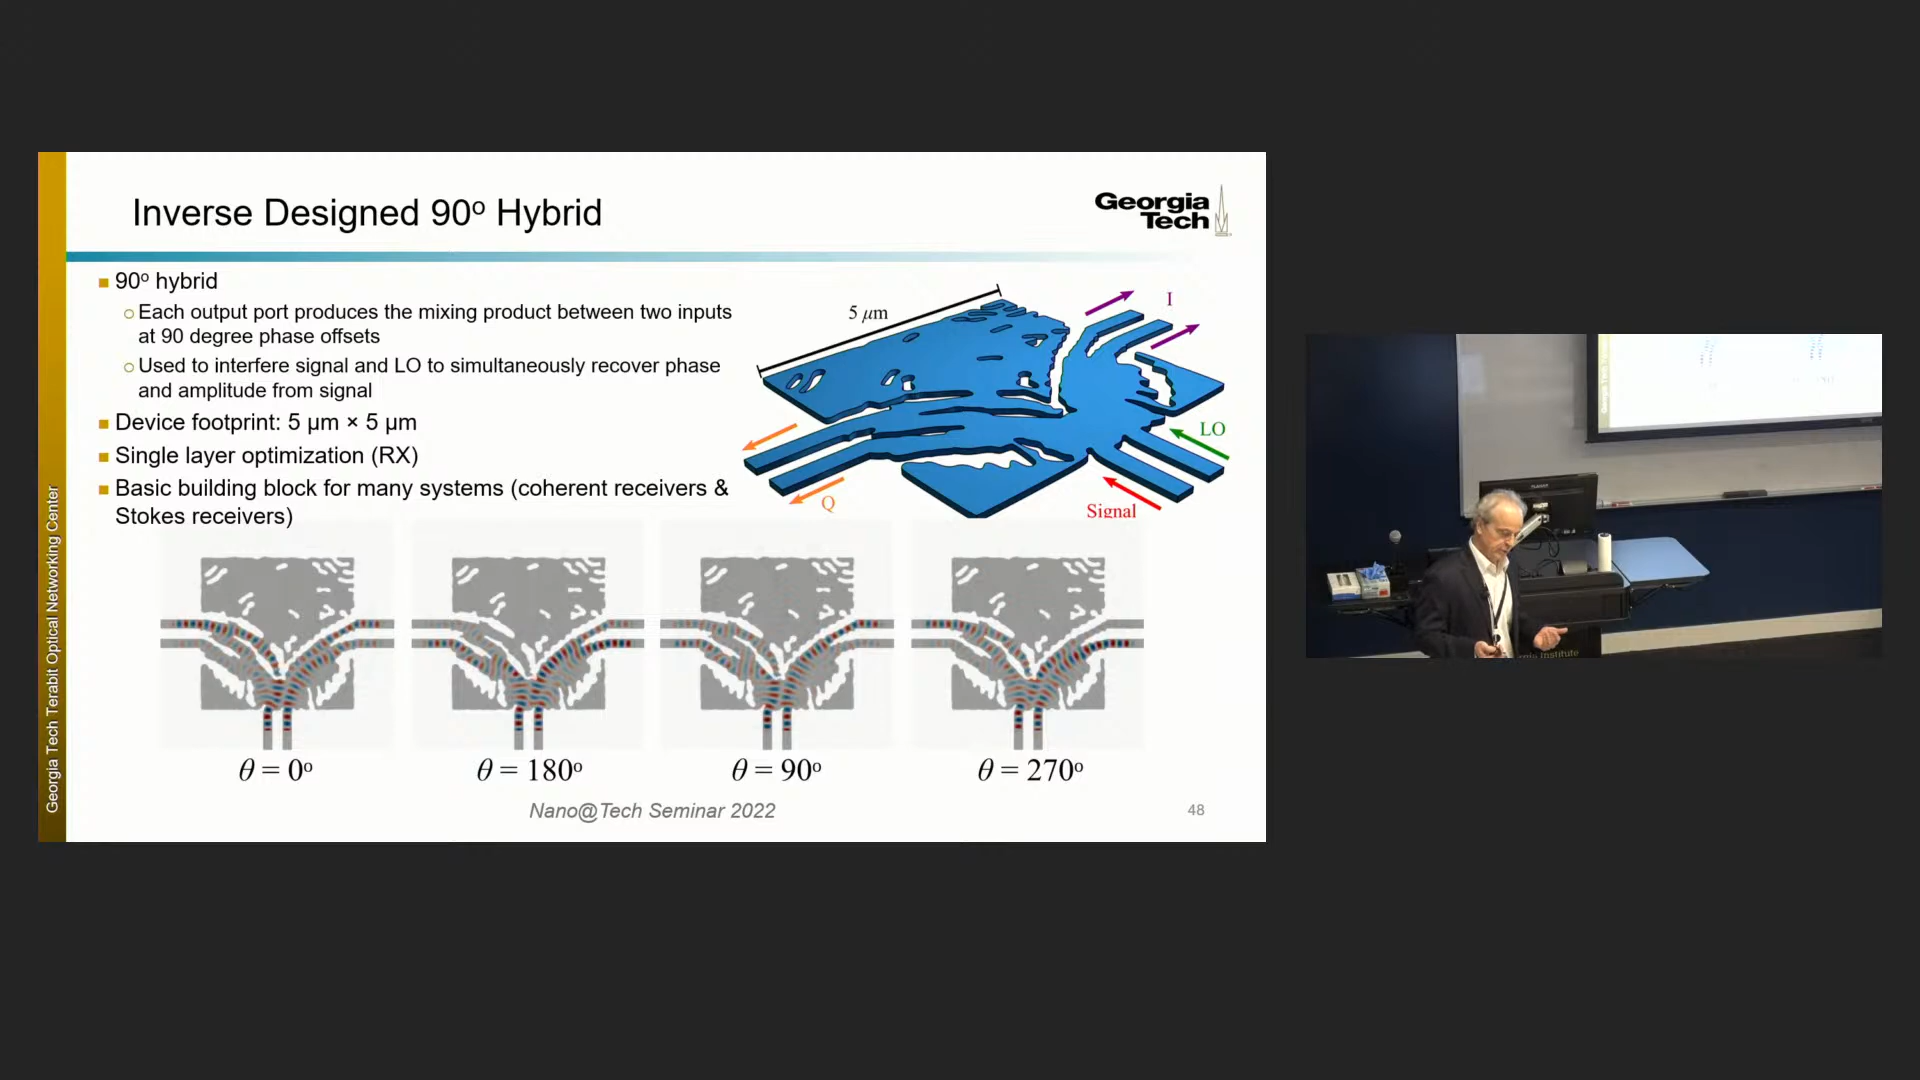 Inverse Designed 90º Hybrid
Georgia
Tech
90º hybrid
Each output port produces the mixing product between two inputs
at 90 degree phase offsets
Used to interfere signal and LO to simultaneously recover phase
and amplitude from signal
Device footprint: 5 µm × 5 µm
Single layer optimization (RX)
Basic building block for many systems (coherent receivers &
Stokes receivers)
5 µm
I
LO
Q
Signal
θ = 0º
θ = 180º
θ = 90º
θ = 270º
Nano@Tech Seminar 2022
48
Georgia Tech Terabit Optical Networking Center